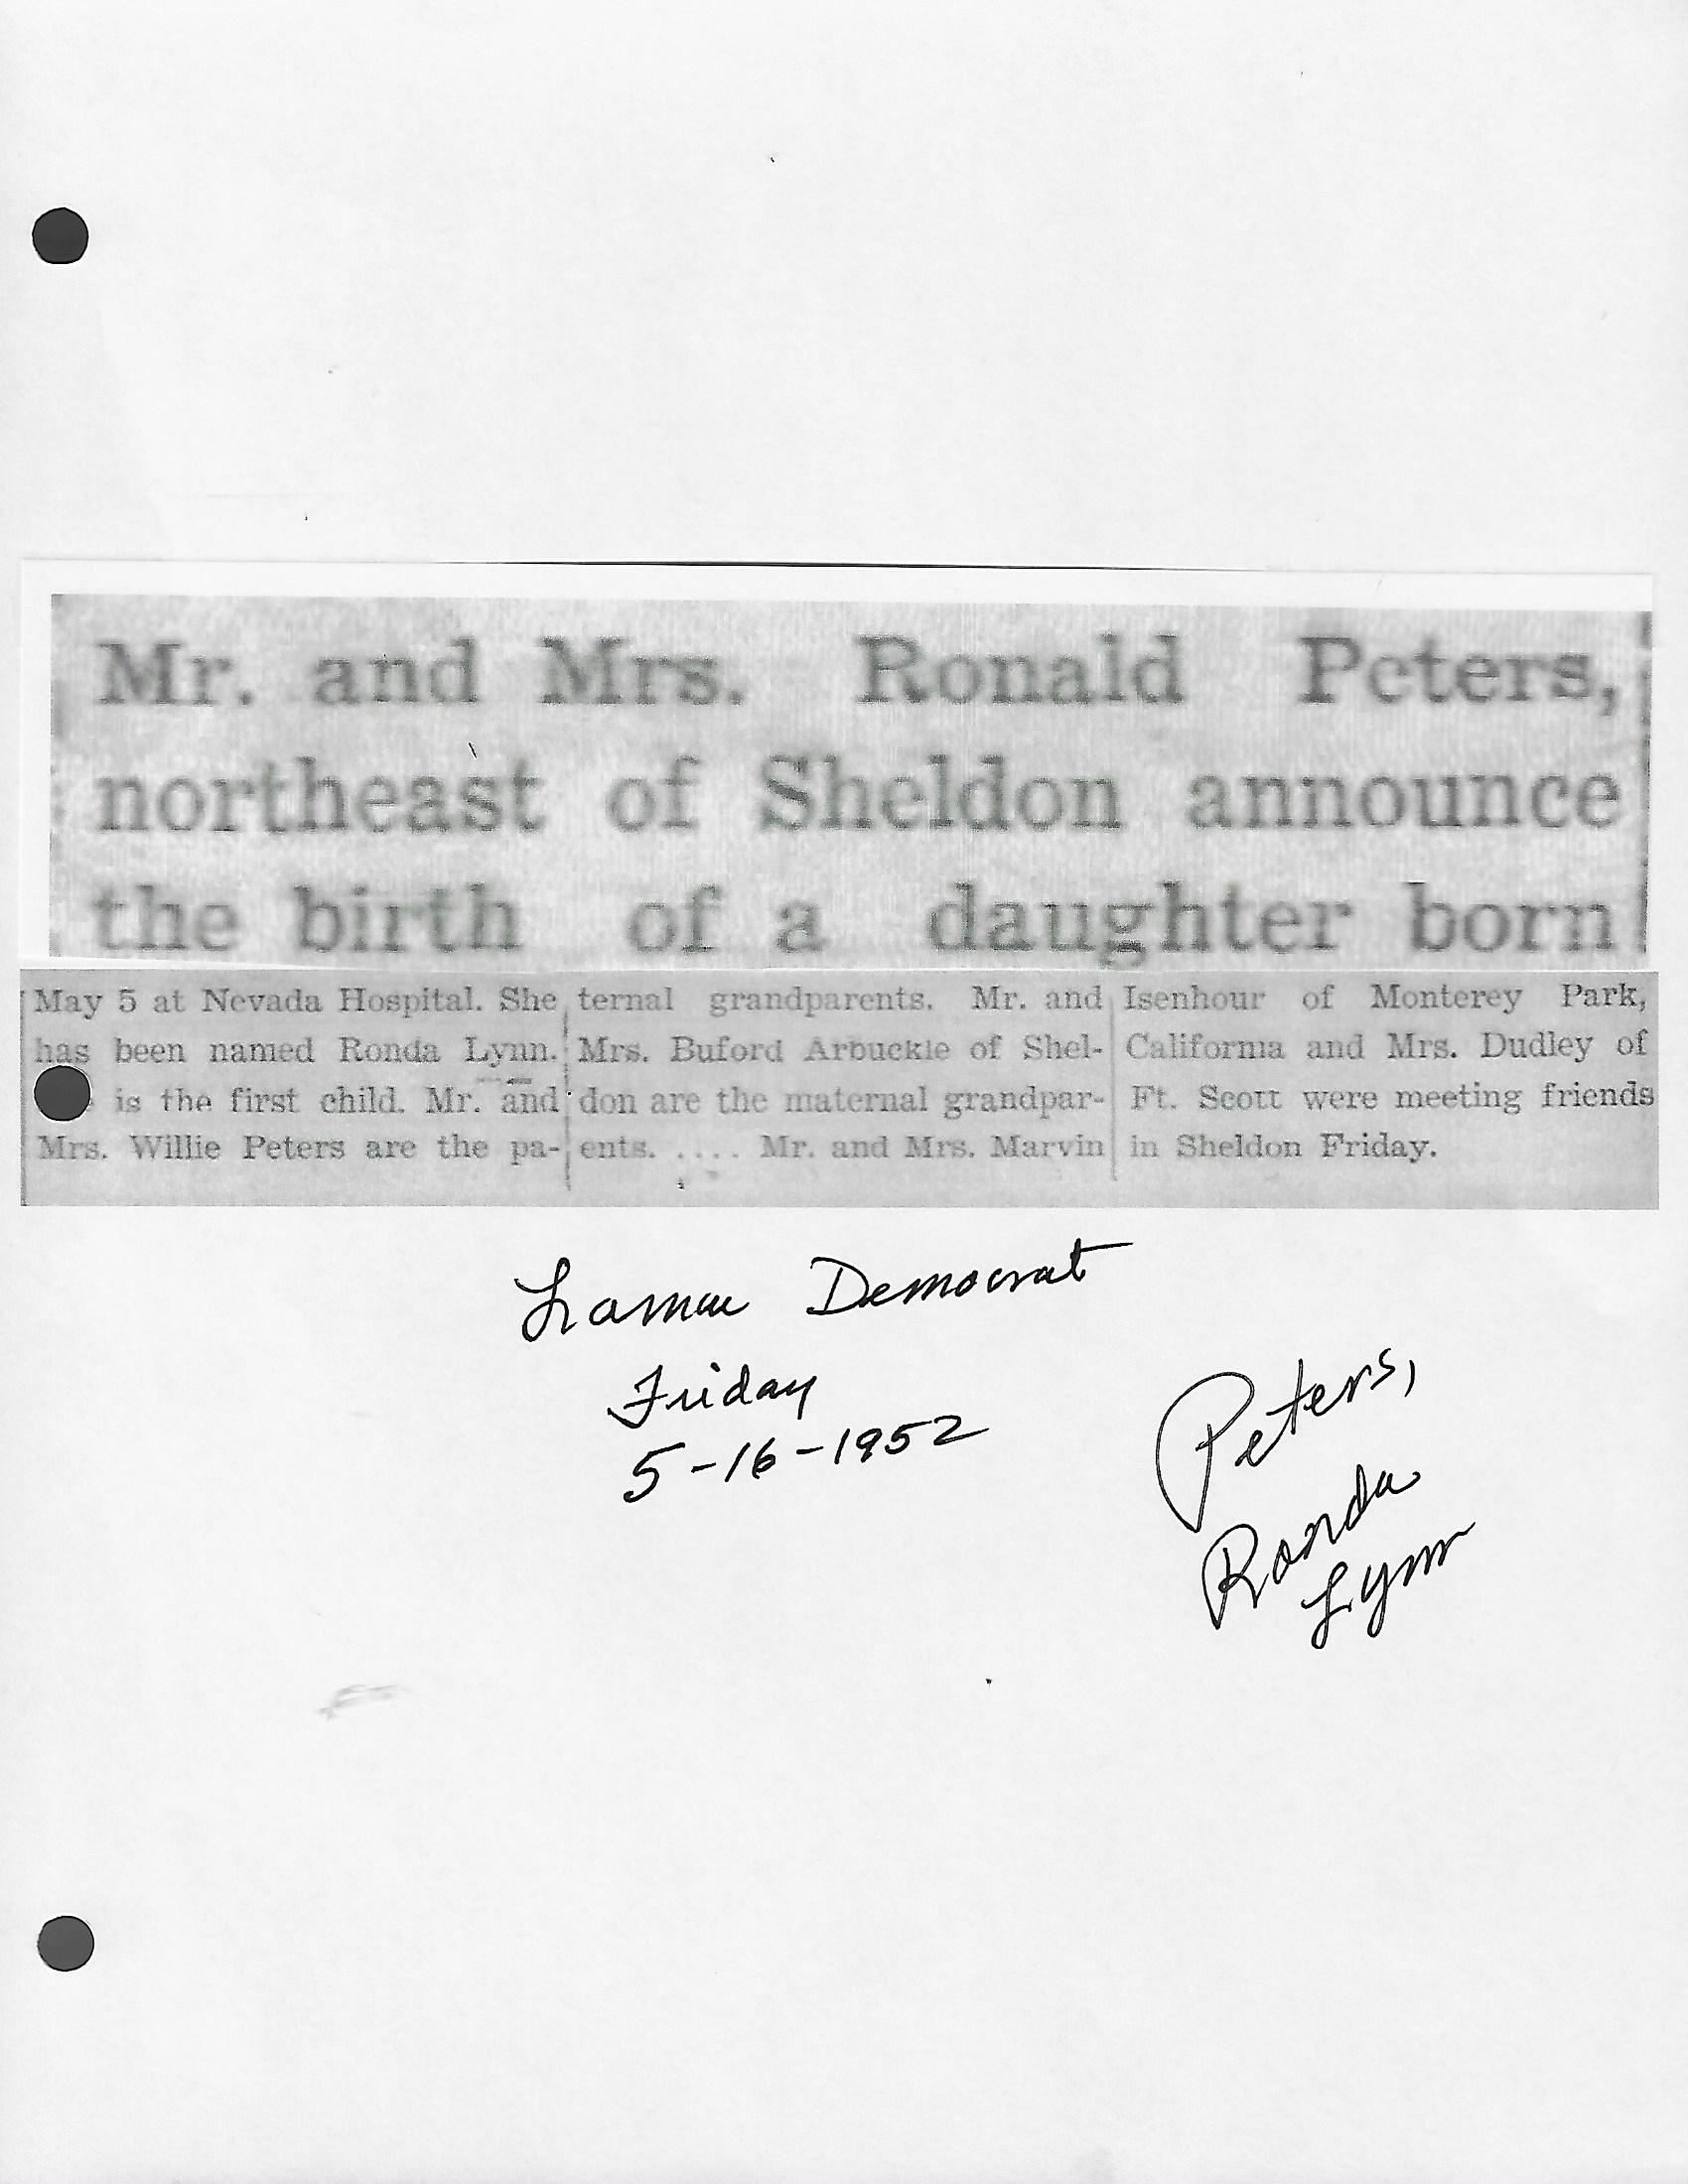 Mr. and Mrs. Ronald Peters,
northeast of Sheldon announce
the birth of a daughter born
May 5 at Nevada Hospital. She
has been named Ronda Lynn.
is the first child. Mr. and
Mrs. Willie Peters are the pa-
ternal grandparents. Mr. and
Mrs. Buford Arbuckle of Shel-
don are the maternal grandpar-
ents. .... Mr. and Mrs. Marvin
Isenhour of Monterey Park,
California and Mrs. Dudley of
Ft. Scott were meeting friends
in Sheldon Friday.
Lamar Democrat
Friday
5-16-1952
Peters,
Ronda
Lynn